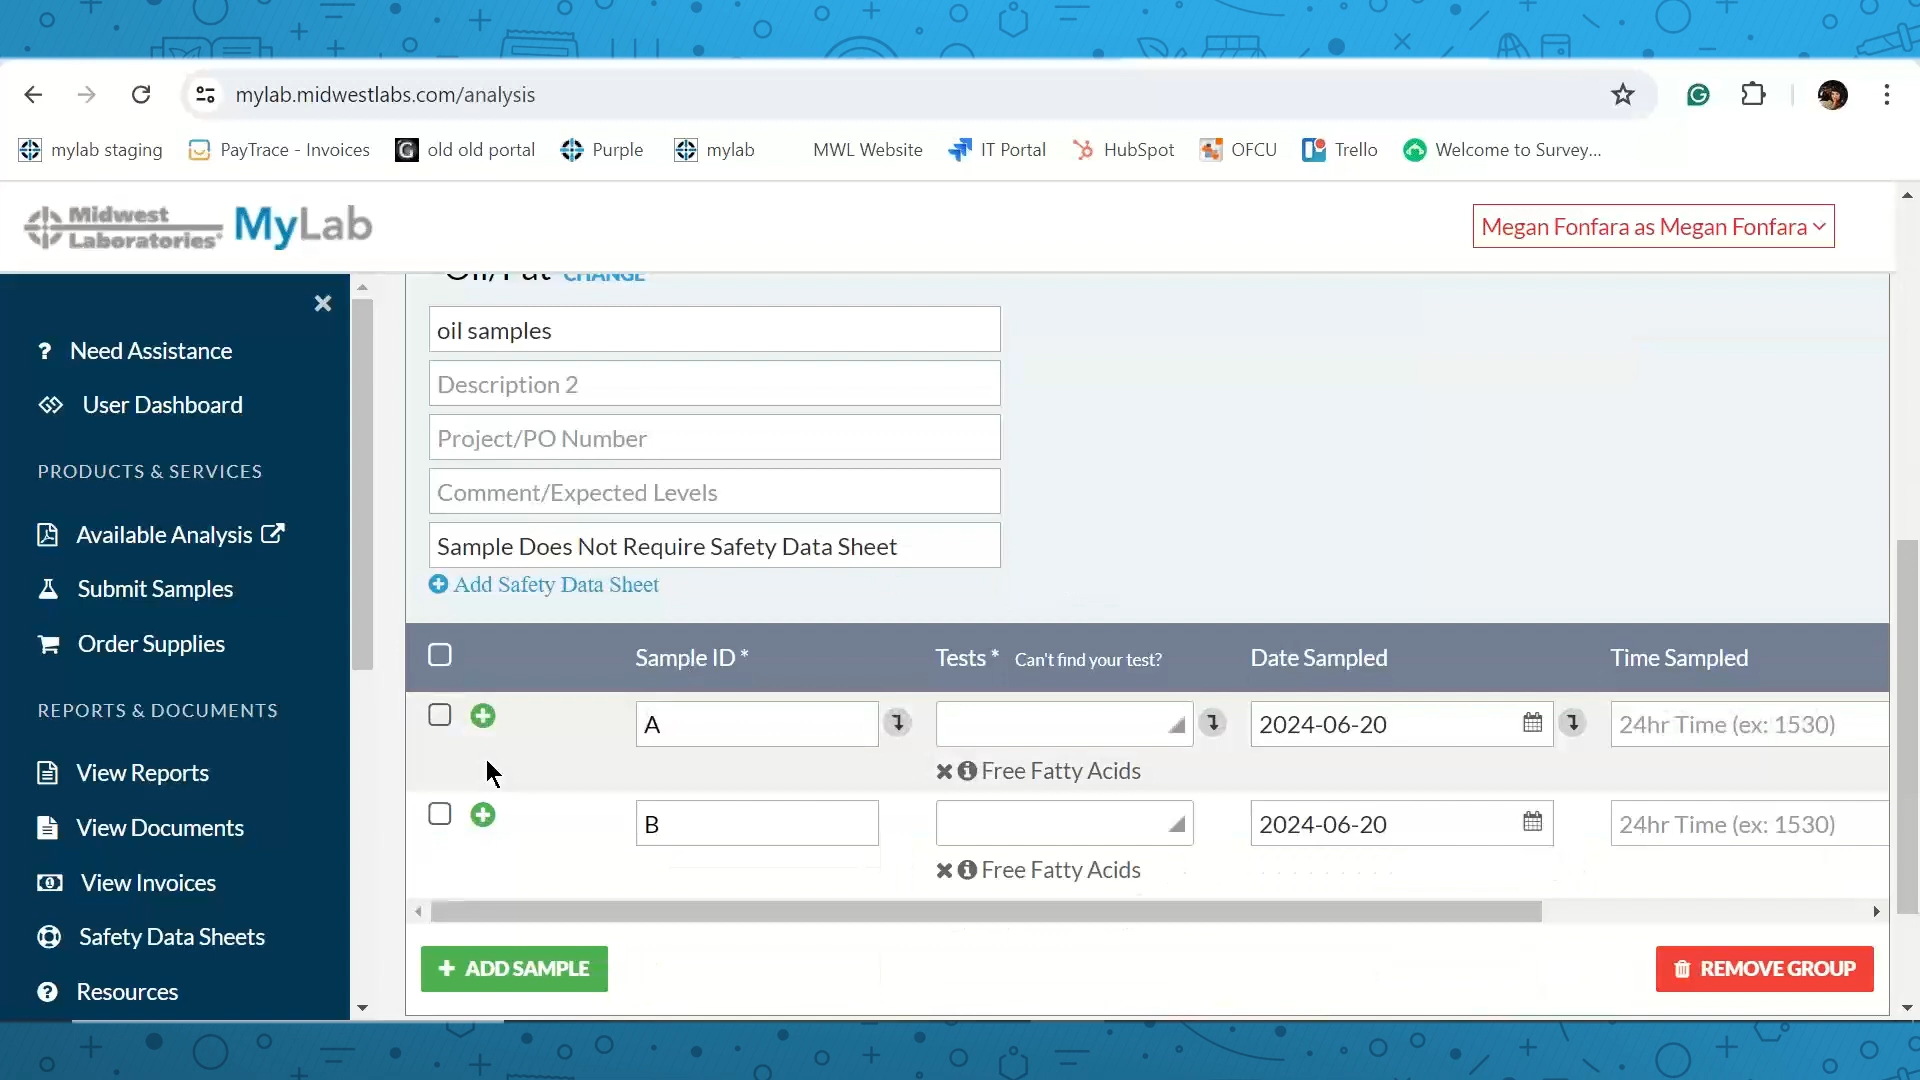 mylab.midwestlabs.com/analysis
mylab staging
PayTrace - Invoices
old old portal
Purple
mylab
MWL Website
IT Portal
HubSpot
OFCU
Trello
Welcome to Survey...
Midwest Laboratories® MyLab
Megan Fonfara as Megan Fonfara
Need Assistance
User Dashboard
PRODUCTS & SERVICES
Available Analysis
Submit Samples
Order Supplies
REPORTS & DOCUMENTS
View Reports
View Documents
View Invoices
Safety Data Sheets
Resources
Oil/Fat CHANGE
oil samples
Description 2
Project/PO Number
Comment/Expected Levels
Sample Does Not Require Safety Data Sheet
Add Safety Data Sheet
Sample ID * Tests * Can't find your test? Date Sampled Time Sampled
A 2024-06-20 24hr Time (ex: 1530)
Free Fatty Acids
B 2024-06-20 24hr Time (ex: 1530)
Free Fatty Acids
+ ADD SAMPLE
REMOVE GROUP